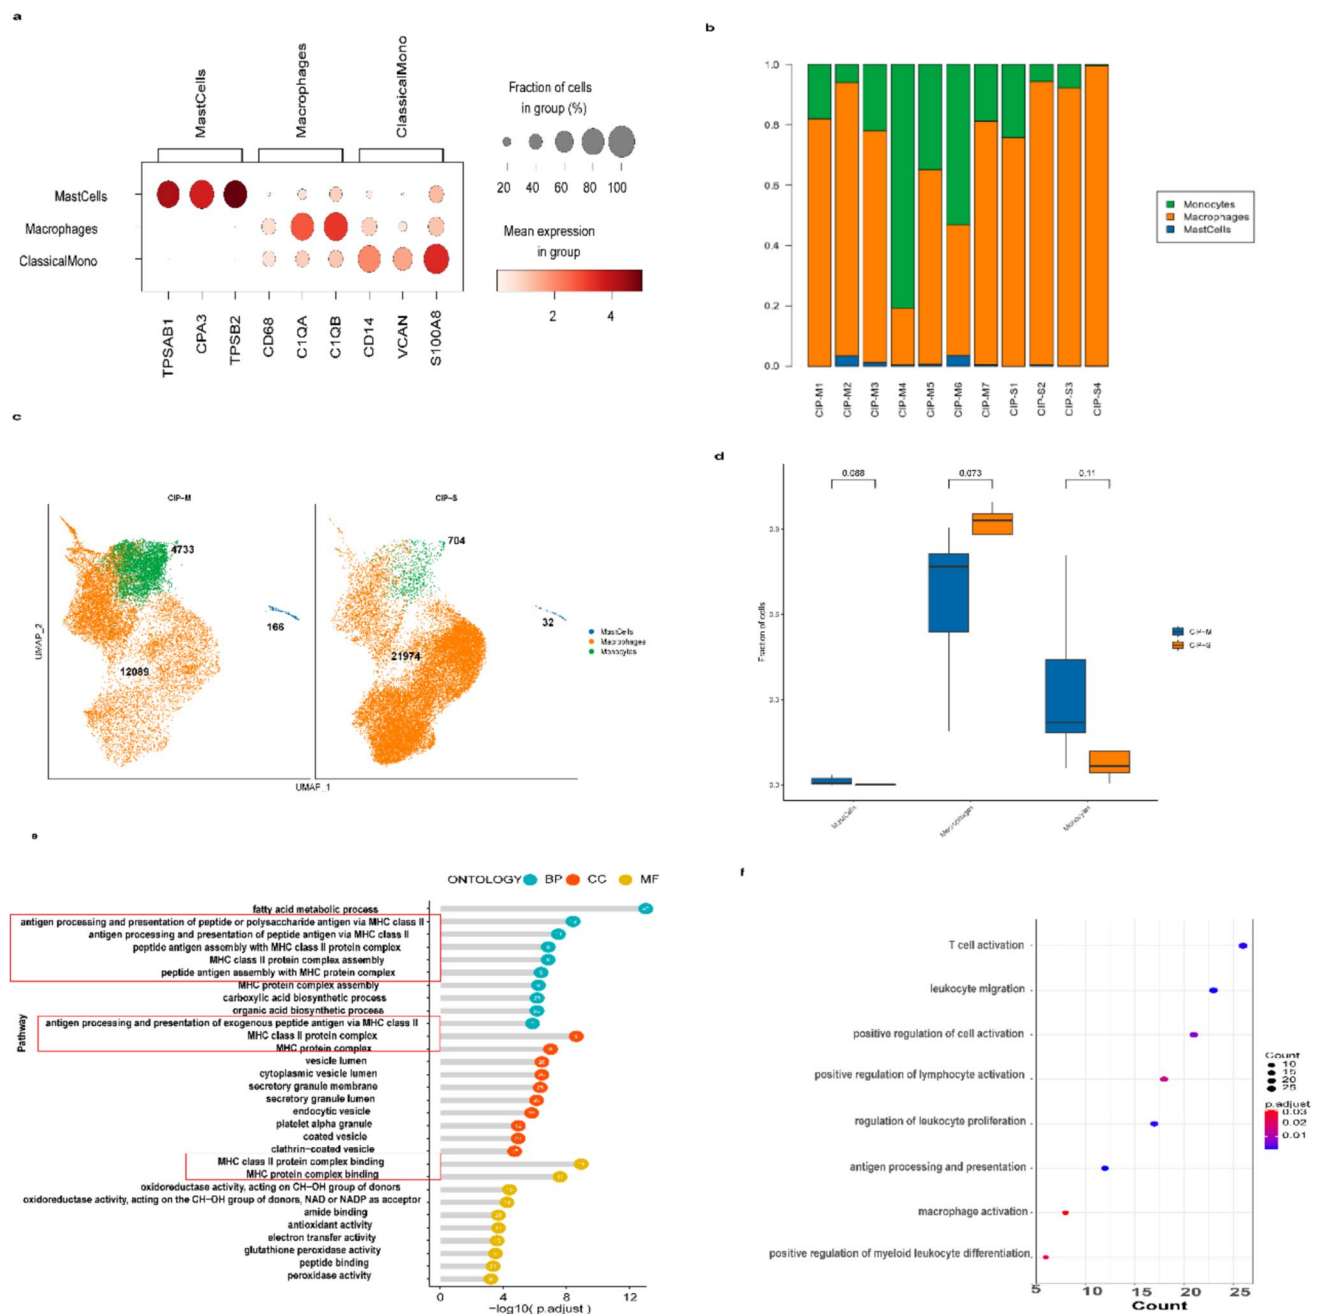 a
MastCells
Macrophages
ClassicalMono
Fraction of cells
in group (%)
20 40 60 80 100
MastCells
Macrophages
ClassicalMono
Mean expression
in group
2 4
TPSAB1
CPA3
TPSB2
CD68
C1QA
C1QB
CD14
VCAN
S100A8
b
1.0
0.8
0.6
0.4
0.2
0.0
Monocytes
Macrophages
MastCells
CIP-M1
CIP-M2
CIP-M3
CIP-M4
CIP-M5
CIP-M6
CIP-M7
CIP-S1
CIP-S2
CIP-S3
CIP-S4
c
CIP-M
CIP-S
4733
704
166
32
12089
21974
UMAP_2
UMAP_1
MastCells
Macrophages
Monocytes
d
0.073
0.11
Fraction of cells
CIP-M
CIP-S
MastCells
Macrophages
Monocytes
e
ONTOLOGY BP CC MF
fatty acid metabolic process
antigen processing and presentation of peptide or polysaccharide antigen via MHC class II
antigen processing and presentation of peptide antigen via MHC class II
peptide antigen assembly with MHC class II protein complex
MHC class II protein complex assembly
peptide antigen assembly with MHC protein complex
MHC protein complex assembly
carboxylic acid biosynthetic process
organic acid biosynthetic process
antigen processing and presentation of exogenous peptide antigen via MHC class II
MHC class II protein complex
MHC protein complex
vesicle lumen
cytoplasmic vesicle lumen
secretory granule membrane
secretory granule lumen
endocytic vesicle
platelet alpha granule
coated vesicle
clathrin-coated vesicle
MHC class II protein complex binding
MHC protein complex binding
oxidoreductase activity, acting on CH-OH group of donors
oxidoreductase activity, acting on the CH-OH group of donors, NAD or NADP as acceptor
amide binding
antioxidant activity
electron transfer activity
glutathione peroxidase activity
peptide binding
peroxidase activity
Pathway
0 4 8 12
-log10( p.adjust )
f
T cell activation
leukocyte migration
positive regulation of cell activation
positive regulation of lymphocyte activation
regulation of leukocyte proliferation
antigen processing and presentation
macrophage activation
positive regulation of myeloid leukocyte differentiation
5 10 15 20 25
Count
Count
10
15
20
25
p.adjust
0.03
0.02
0.01